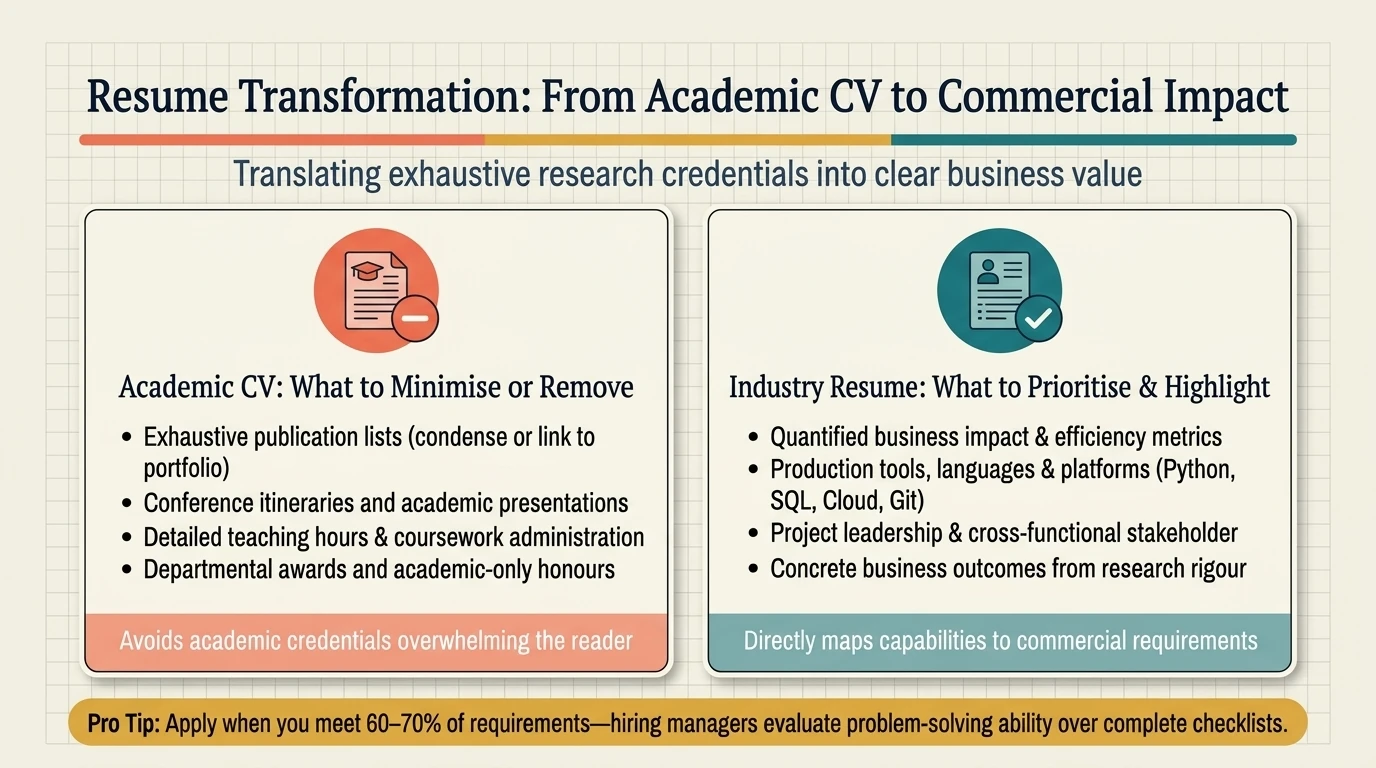 Resume Transformation: From Academic CV to Commercial Impact
Translating exhaustive research credentials into clear business value
Academic CV: What to Minimise or Remove
• Exhaustive publication lists (condense or link to
portfolio)
• Conference itineraries and academic presentations
• Detailed teaching hours & coursework administration
• Departmental awards and academic-only honours
Avoids academic credentials overwhelming the reader
Industry Resume: What to Prioritise & Highlight
• Quantified business impact & efficiency metrics
• Production tools, languages & platforms (Python,
SQL, Cloud, Git)
• Project leadership & cross-functional stakeholder
• Concrete business outcomes from research rigour
Directly maps capabilities to commercial requirements
Pro Tip: Apply when you meet 60–70% of requirements—hiring managers evaluate problem-solving ability over complete checklists.